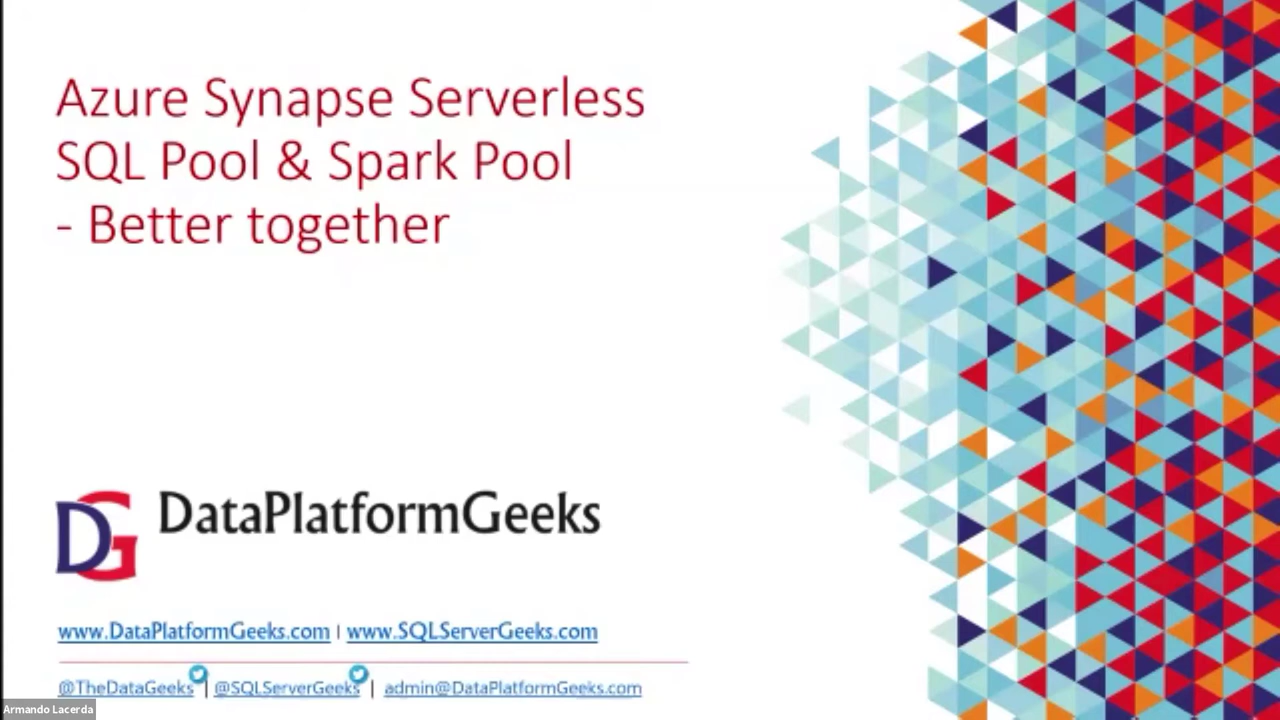 Azure Synapse Serverless
SQL Pool & Spark Pool
- Better together
DG DataPlatformGeeks
www.DataPlatformGeeks.com | www.SQLServerGeeks.com
@TheDataGeeks | @SQLServerGeeks | admin@DataPlatformGeeks.com
Armando Lacerda